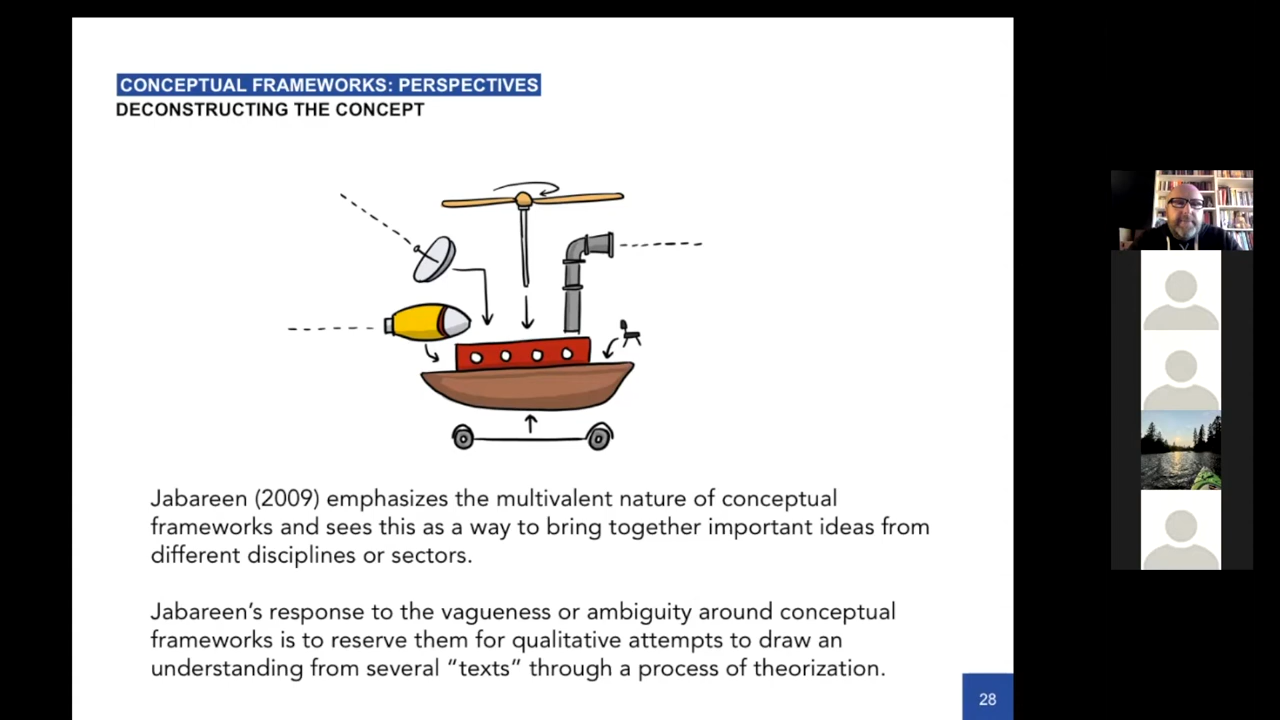 CONCEPTUAL FRAMEWORKS: PERSPECTIVES
DECONSTRUCTING THE CONCEPT
Jabareen (2009) emphasizes the multivalent nature of conceptual
frameworks and sees this as a way to bring together important ideas from
different disciplines or sectors.
Jabareen’s response to the vagueness or ambiguity around conceptual
frameworks is to reserve them for qualitative attempts to draw an
understanding from several “texts” through a process of theorization.
28